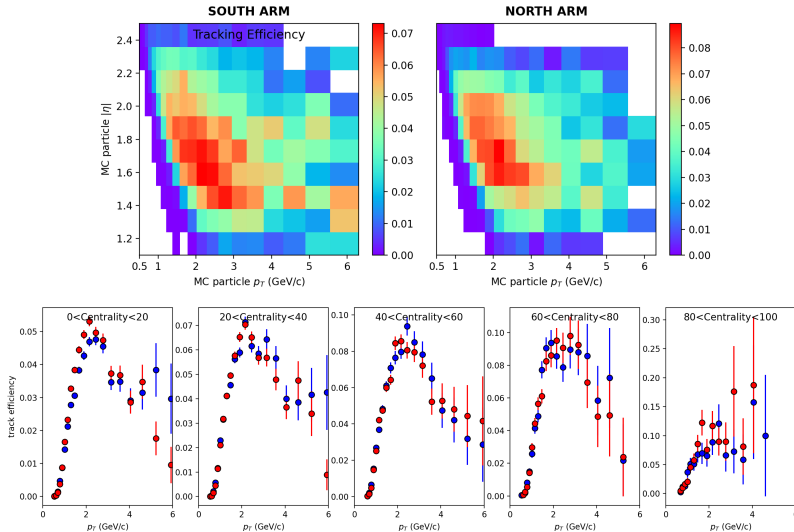 SOUTH ARM
NORTH ARM
Tracking Efficiency
MC particle |η|
2.4
2.2
2.0
1.8
1.6
1.4
1.2
0.5 1 2 3 4 5 6
MC particle p_T (GeV/c)
0.07
0.06
0.05
0.04
0.03
0.02
0.01
0.00
0.5 1 2 3 4 5 6
MC particle p_T (GeV/c)
0.08
0.07
0.06
0.05
0.04
0.03
0.02
0.01
0.00
0<Centrality<20
track efficiency
0.05
0.04
0.03
0.02
0.01
0.00
0 2 4 6
p_T (GeV/c)
20<Centrality<40
0.07
0.06
0.05
0.04
0.03
0.02
0.01
0.00
0 2 4 6
p_T (GeV/c)
40<Centrality<60
0.10
0.08
0.06
0.04
0.02
0.00
0 2 4 6
p_T (GeV/c)
60<Centrality<80
0.10
0.08
0.06
0.04
0.02
0.00
0 2 4 6
p_T (GeV/c)
80<Centrality<100
0.30
0.25
0.20
0.15
0.10
0.05
0.00
0 2 4 6
p_T (GeV/c)